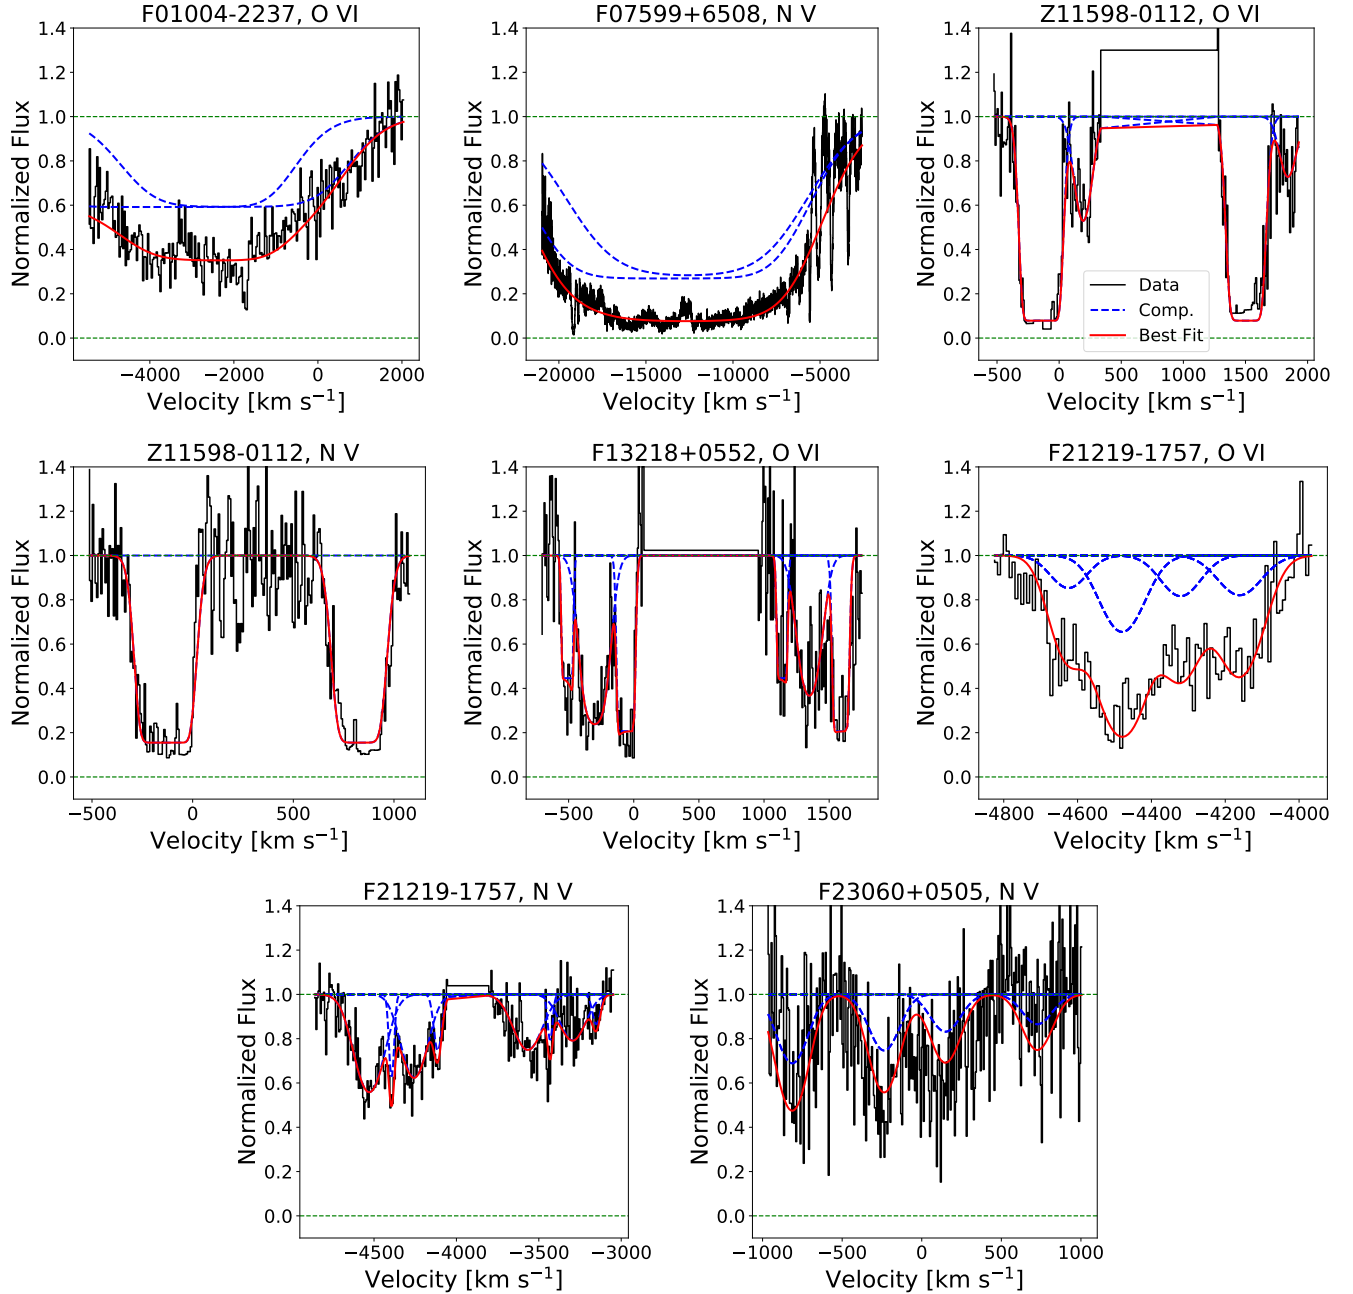 F01004-2237, O VI
F07599+6508, N V
Z11598-0112, O VI
Normalized Flux
1.4
1.2
1.0
0.8
0.6
0.4
0.2
0.0
−4000 −2000 0 2000
Velocity [km s⁻¹]
Normalized Flux
1.4
1.2
1.0
0.8
0.6
0.4
0.2
0.0
−20000 −15000 −10000 −5000
Velocity [km s⁻¹]
Normalized Flux
1.4
1.2
1.0
0.8
0.6
0.4
0.2
0.0
Data
Comp.
Best Fit
−500 0 500 1000 1500 2000
Velocity [km s⁻¹]
Z11598-0112, N V
F13218+0552, O VI
F21219-1757, O VI
Normalized Flux
1.4
1.2
1.0
0.8
0.6
0.4
0.2
0.0
−500 0 500 1000
Velocity [km s⁻¹]
Normalized Flux
1.4
1.2
1.0
0.8
0.6
0.4
0.2
0.0
−500 0 500 1000 1500
Velocity [km s⁻¹]
Normalized Flux
1.4
1.2
1.0
0.8
0.6
0.4
0.2
0.0
−4800 −4600 −4400 −4200 −4000
Velocity [km s⁻¹]
F21219-1757, N V
F23060+0505, N V
Normalized Flux
1.4
1.2
1.0
0.8
0.6
0.4
0.2
0.0
−4500 −4000 −3500 −3000
Velocity [km s⁻¹]
Normalized Flux
1.4
1.2
1.0
0.8
0.6
0.4
0.2
0.0
−1000 −500 0 500 1000
Velocity [km s⁻¹]